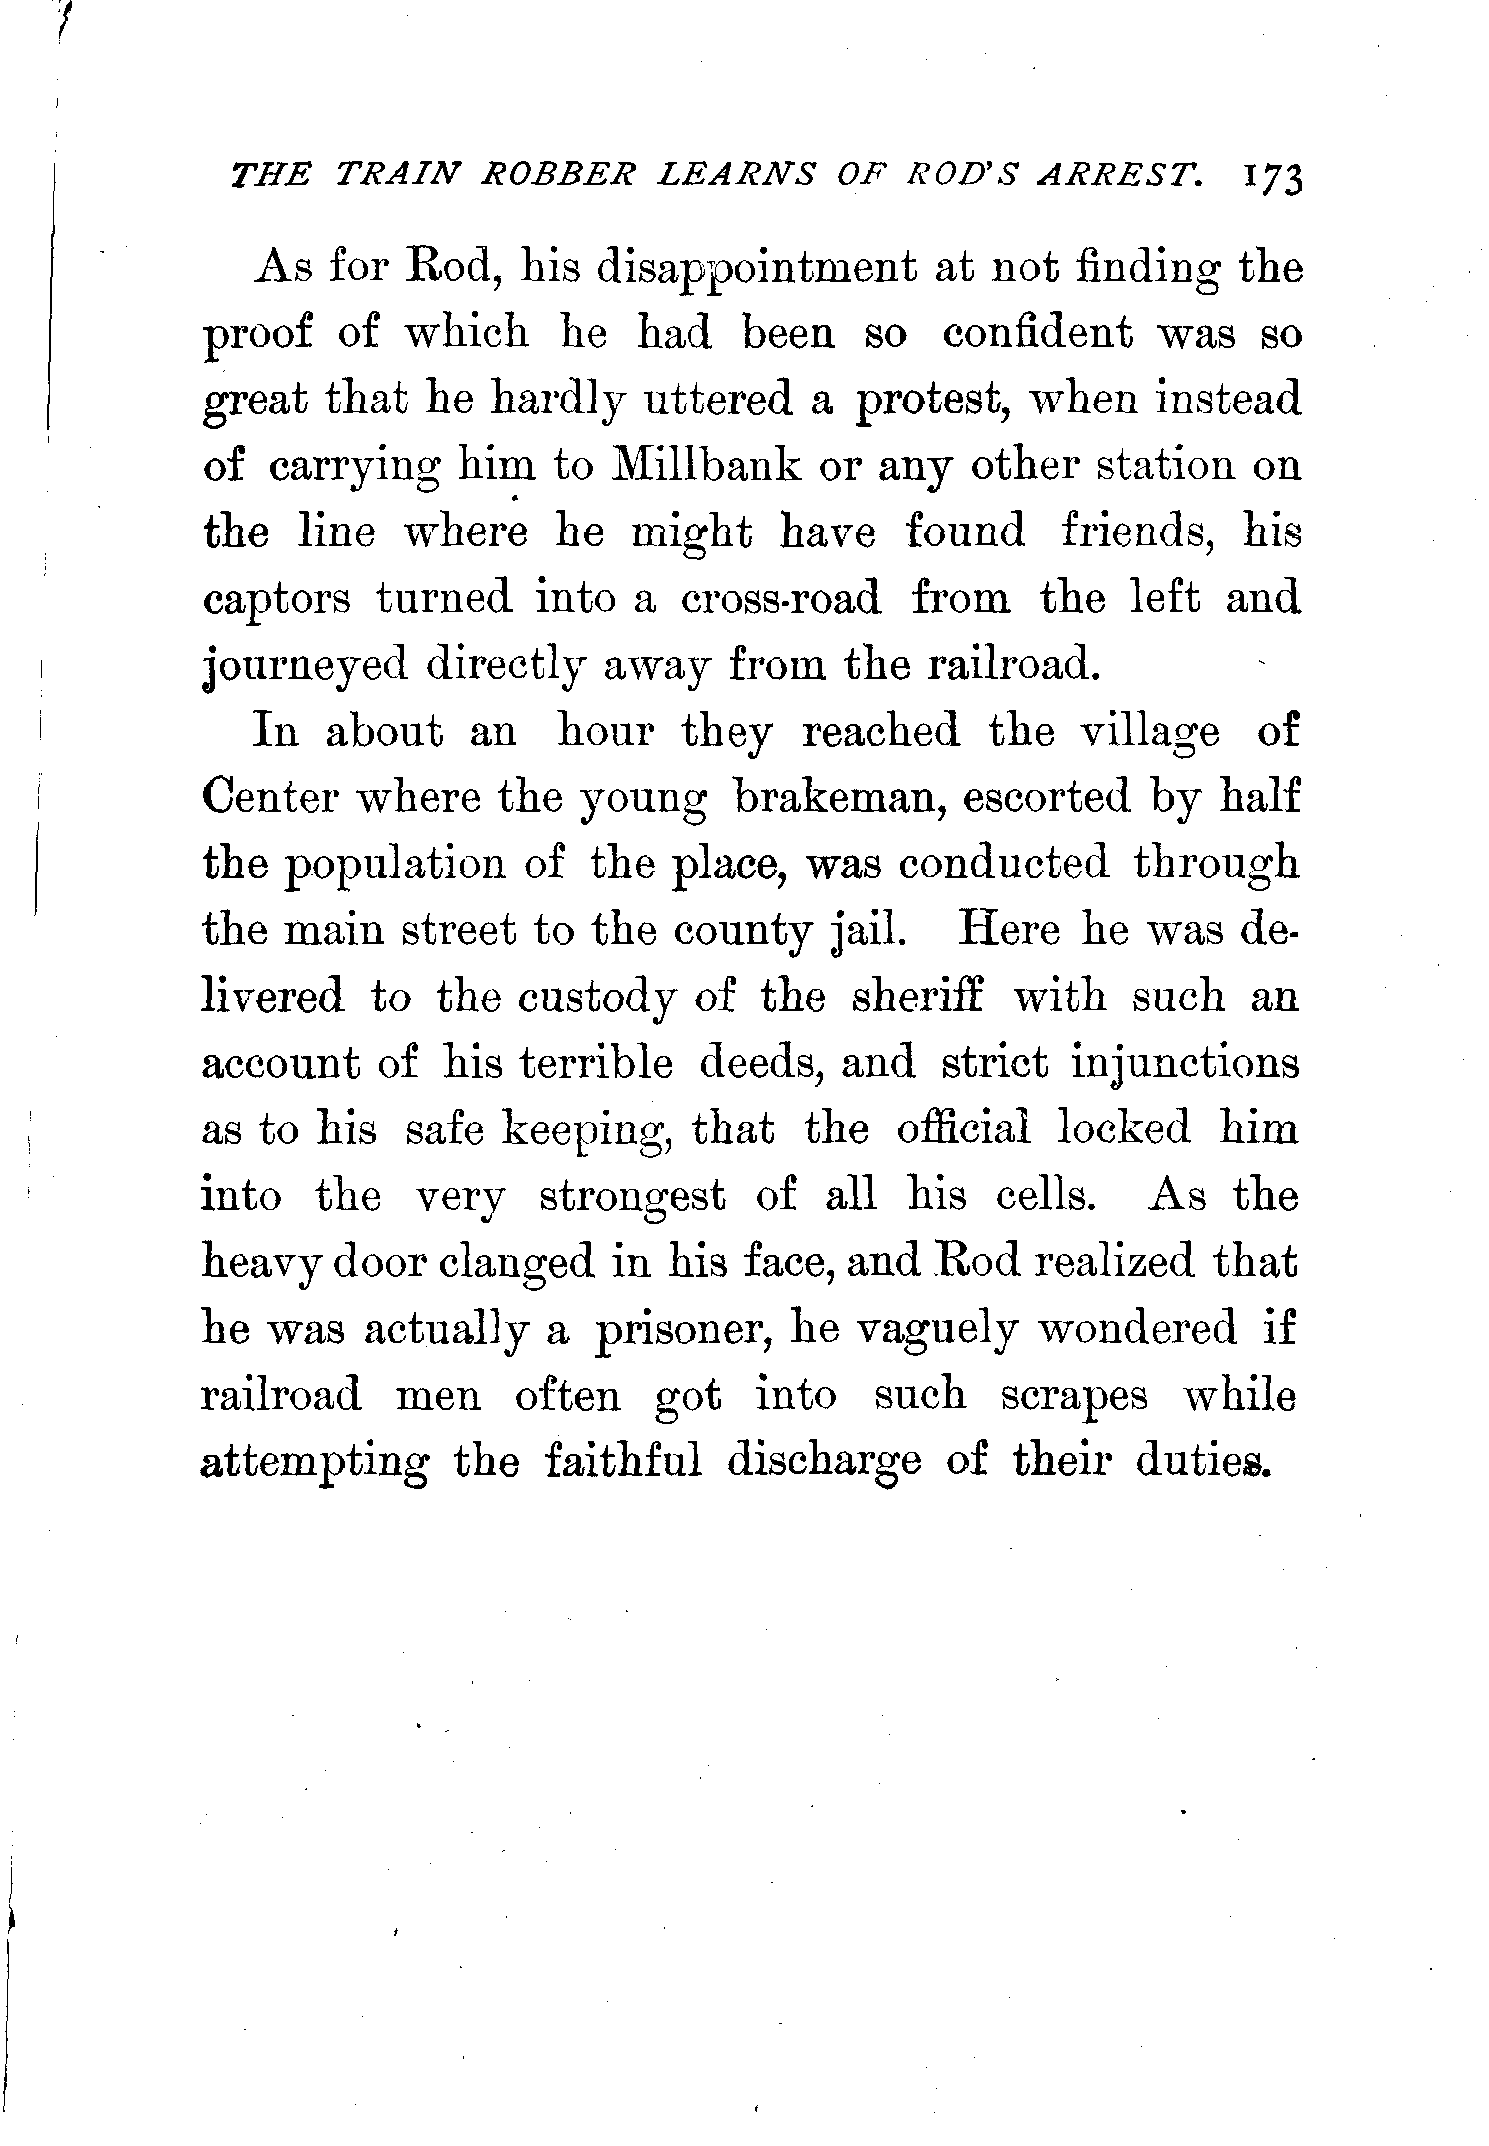 THE TRAIN ROBBER LEARNS OF ROD'S ARREST. 173
As for Rod, his disappointment at not finding the
proof of which he had been so confident was so
great that he hardly uttered a protest, when instead
of carrying him to Millbank or any other station on
the line where he might have found friends, his
captors turned into a cross-road from the left and
journeyed directly away from the railroad.
In about an hour they reached the village of
Center where the young brakeman, escorted by half
the population of the place, was conducted through
the main street to the county jail. Here he was de-
livered to the custody of the sheriff with such an
account of his terrible deeds, and strict injunctions
as to his safe keeping, that the official locked him
into the very strongest of all his cells. As the
heavy door clanged in his face, and Rod realized that
he was actually a prisoner, he vaguely wondered if
railroad men often got into such scrapes while
attempting the faithful discharge of their duties.